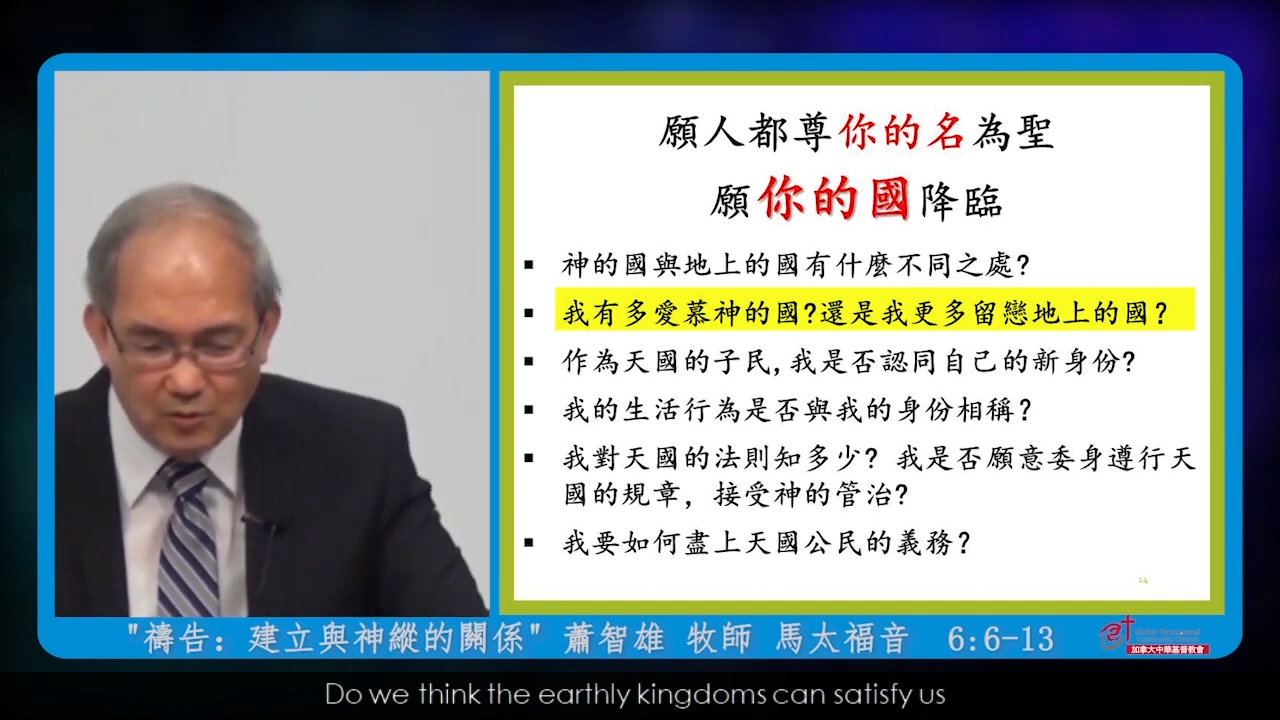 願人都尊你的名為聖
願你的國降臨
▪ 神的國與地上的國有什麼不同之處?
▪ 我有多愛慕神的國?還是我更多留戀地上的國?
▪ 作為天國的子民,我是否認同自己的新身份?
▪ 我的生活行為是否與我的身份相稱?
▪ 我對天國的法則知多少? 我是否願意委身遵行天
國的規章，接受神的管治?
▪ 我要如何盡上天國公民的義務?
14
"禱告: 建立與神縱的關係" 蕭智雄 牧師 馬太福音 6:6-13
加拿大中華基督教會
Do we think the earthly kingdoms can satisfy us